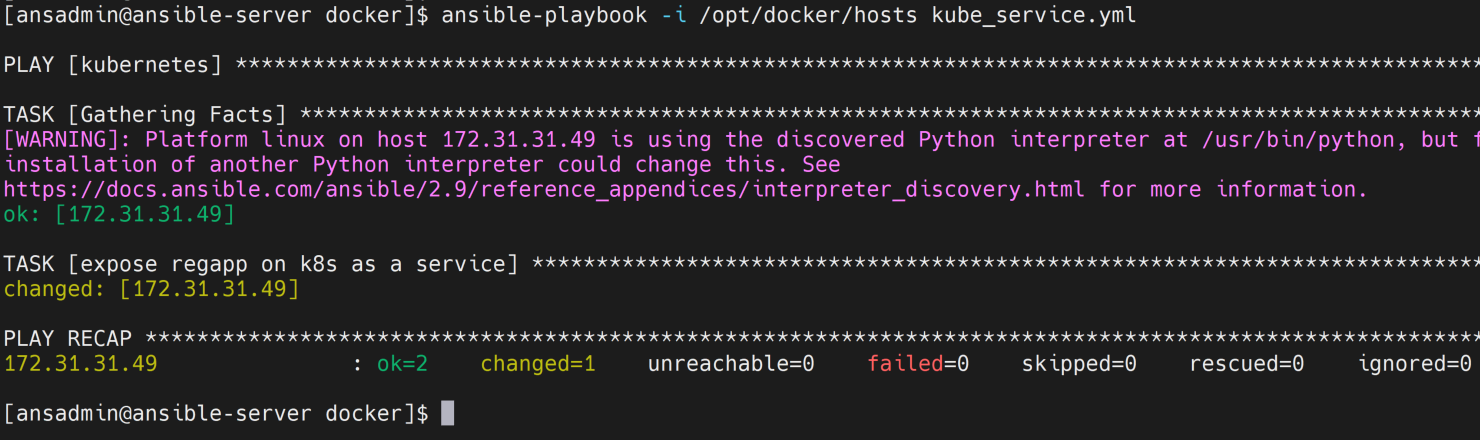 [ansadmin@ansible-server docker]$ ansible-playbook -i /opt/docker/hosts kube_service.yml
PLAY [kubernetes] *************************************************************************************************
TASK [Gathering Facts] ********************************************************************************************
[WARNING]: Platform linux on host 172.31.31.49 is using the discovered Python interpreter at /usr/bin/python, but f
installation of another Python interpreter could change this. See
https://docs.ansible.com/ansible/2.9/reference_appendices/interpreter_discovery.html for more information.
ok: [172.31.31.49]
TASK [expose regapp on k8s as a service] **************************************************************************
changed: [172.31.31.49]
PLAY RECAP ********************************************************************************************************
172.31.31.49 : ok=2 changed=1 unreachable=0 failed=0 skipped=0 rescued=0 ignored=0
[ansadmin@ansible-server docker]$